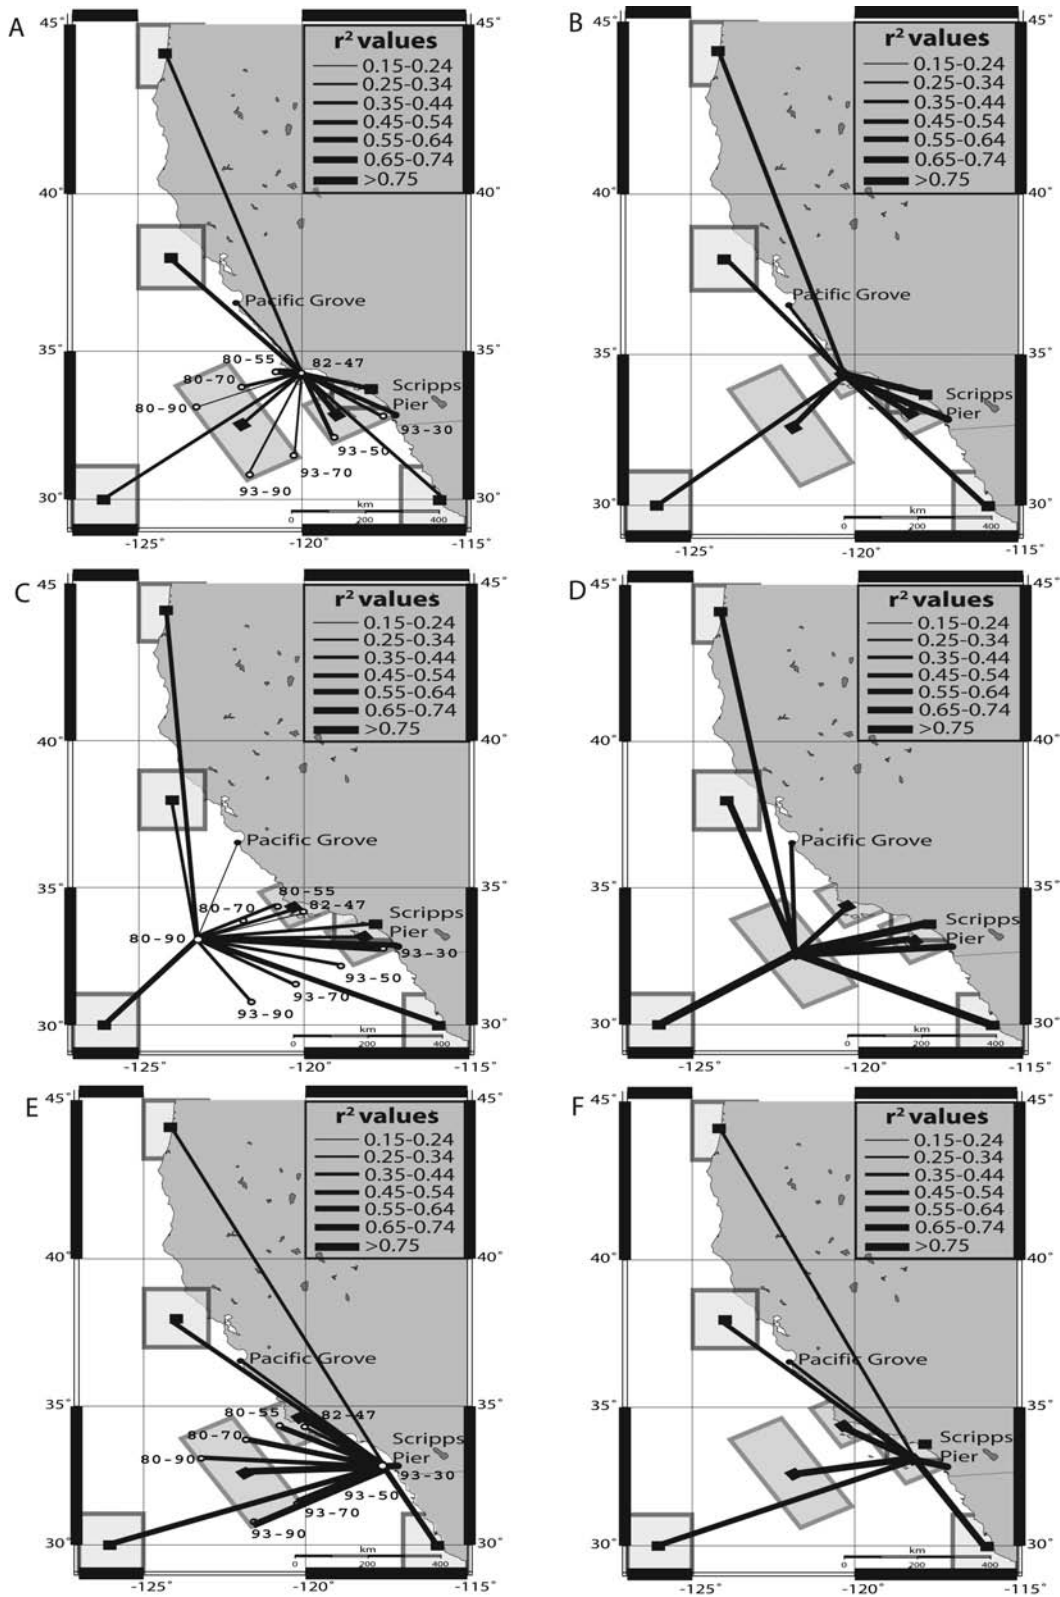 A
45°
45°
r² values
0.15-0.24
0.25-0.34
0.35-0.44
0.45-0.54
0.55-0.64
0.65-0.74
>0.75
40°
40°
Pacific Grove
35°
35°
80-55
82-47
80-70
80-90
Scripps
Pier
93-30
93-50
93-70
93-90
30°
30°
km
0 200 400
-125° -120° -115°
B
45°
45°
r² values
0.15-0.24
0.25-0.34
0.35-0.44
0.45-0.54
0.55-0.64
0.65-0.74
>0.75
40°
40°
Pacific Grove
35°
35°
Scripps
Pier
30°
30°
km
0 200 400
-125° -120° -115°
C
45°
45°
r² values
0.15-0.24
0.25-0.34
0.35-0.44
0.45-0.54
0.55-0.64
0.65-0.74
>0.75
40°
40°
Pacific Grove
35°
35°
80-55
82-47
80-70
80-90
Scripps
Pier
93-30
93-50
93-70
93-90
30°
30°
km
0 200 400
-125° -120° -115°
D
45°
45°
r² values
0.15-0.24
0.25-0.34
0.35-0.44
0.45-0.54
0.55-0.64
0.65-0.74
>0.75
40°
40°
Pacific Grove
35°
35°
Scripps
Pier
30°
30°
km
0 200 400
-125° -120° -115°
E
45°
45°
r² values
0.15-0.24
0.25-0.34
0.35-0.44
0.45-0.54
0.55-0.64
0.65-0.74
>0.75
40°
40°
Pacific Grove
35°
35°
80-55
82-47
80-70
80-90
Scripps
Pier
93-30
93-50
93-70
93-90
30°
30°
km
0 200 400
-125° -120° -115°
F
45°
45°
r² values
0.15-0.24
0.25-0.34
0.35-0.44
0.45-0.54
0.55-0.64
0.65-0.74
>0.75
40°
40°
Pacific Grove
35°
35°
Scripps
Pier
30°
30°
km
0 200 400
-125° -120° -115°